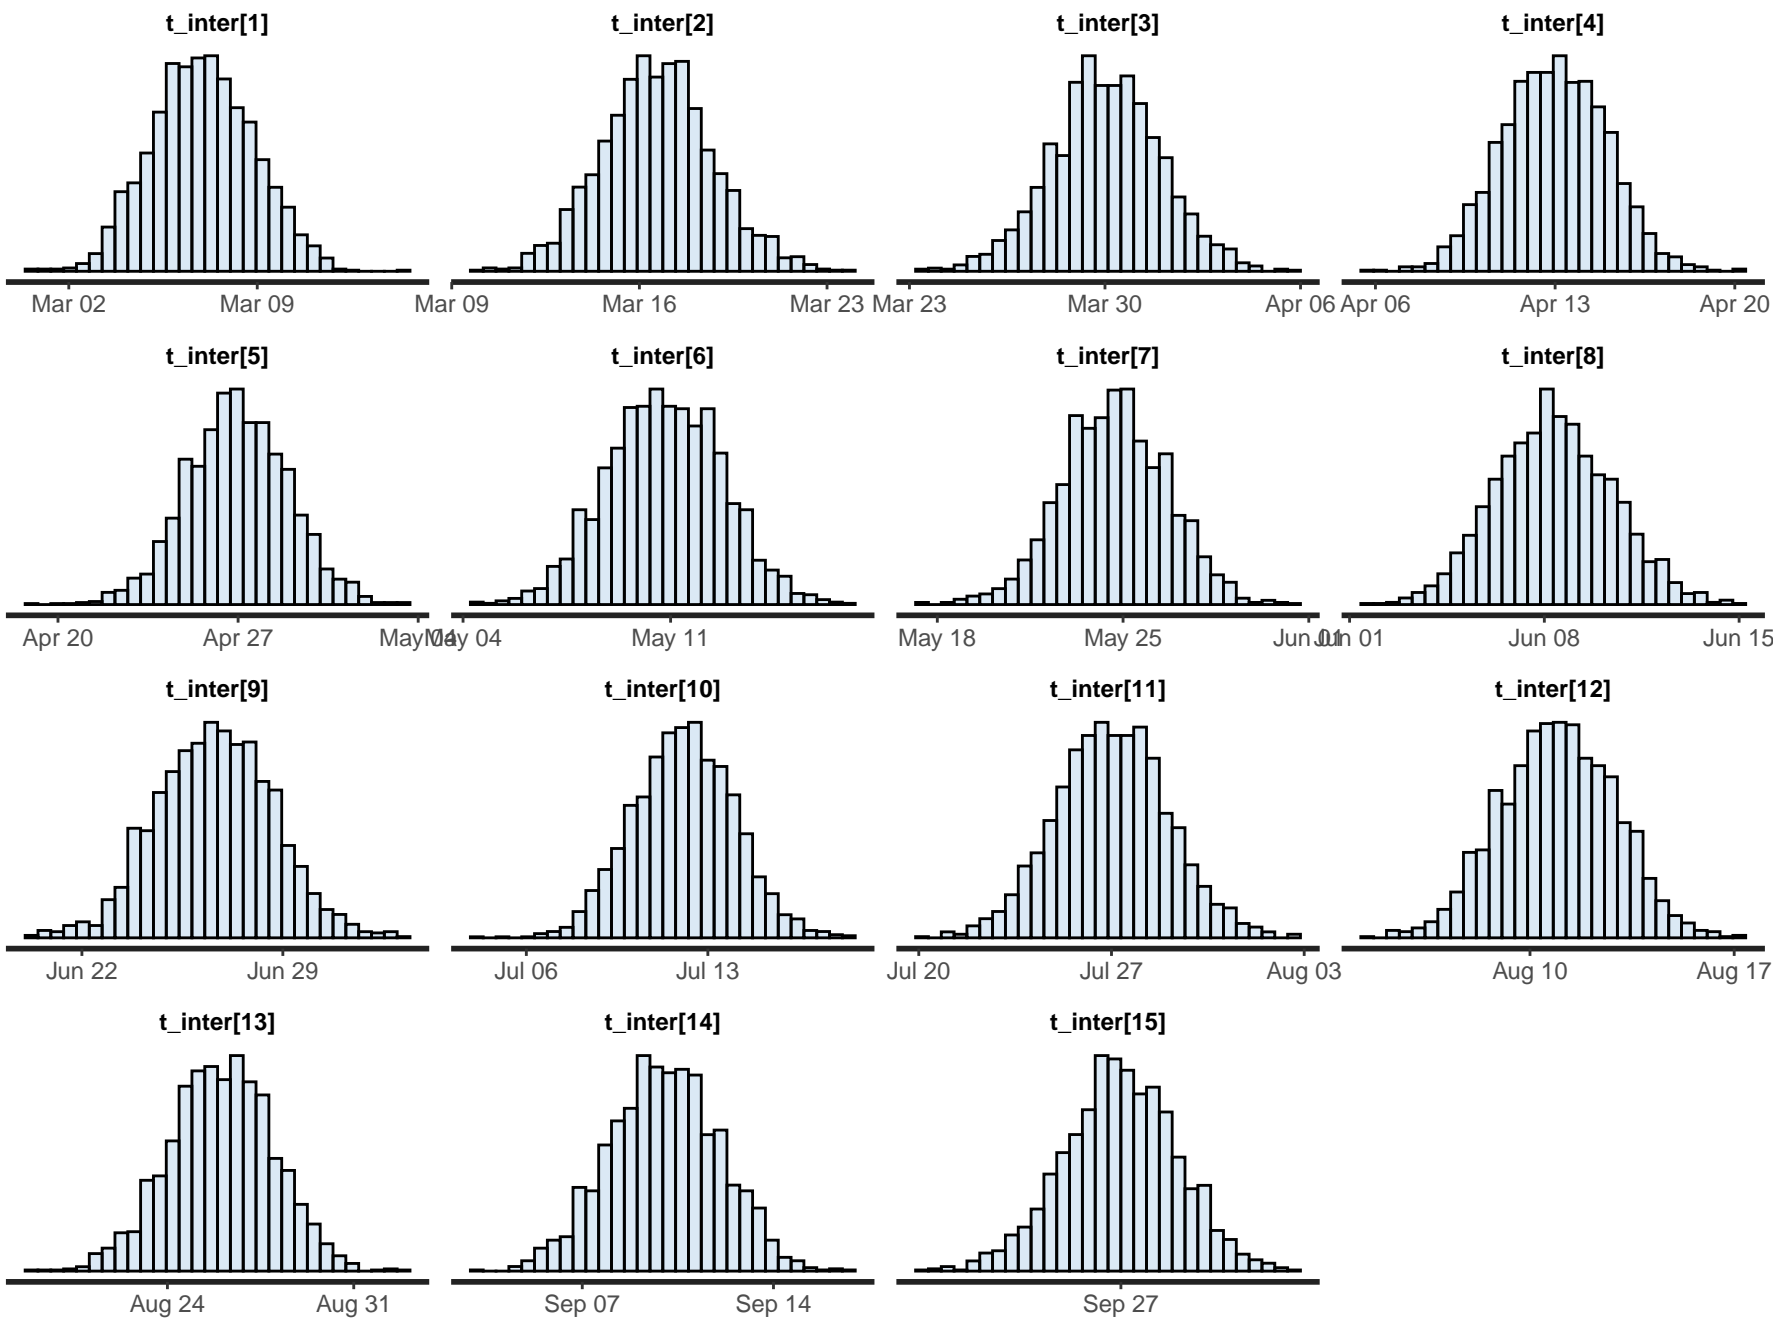 t_inter[1] t_inter[2] t_inter[3] t_inter[4]
Mar 02 Mar 09 Mar 09 Mar 16 Mar 23 Mar 23 Mar 30 Apr 06 Apr 06 Apr 13 Apr 20
t_inter[5] t_inter[6] t_inter[7] t_inter[8]
Apr 20 Apr 27 May 04 May 04 May 11 May 18 May 25 Jun 01 Jun 01 Jun 08 Jun 15
t_inter[9] t_inter[10] t_inter[11] t_inter[12]
Jun 22 Jun 29 Jul 06 Jul 13 Jul 20 Jul 27 Aug 03 Aug 10 Aug 17
t_inter[13] t_inter[14] t_inter[15]
Aug 24 Aug 31 Sep 07 Sep 14 Sep 27